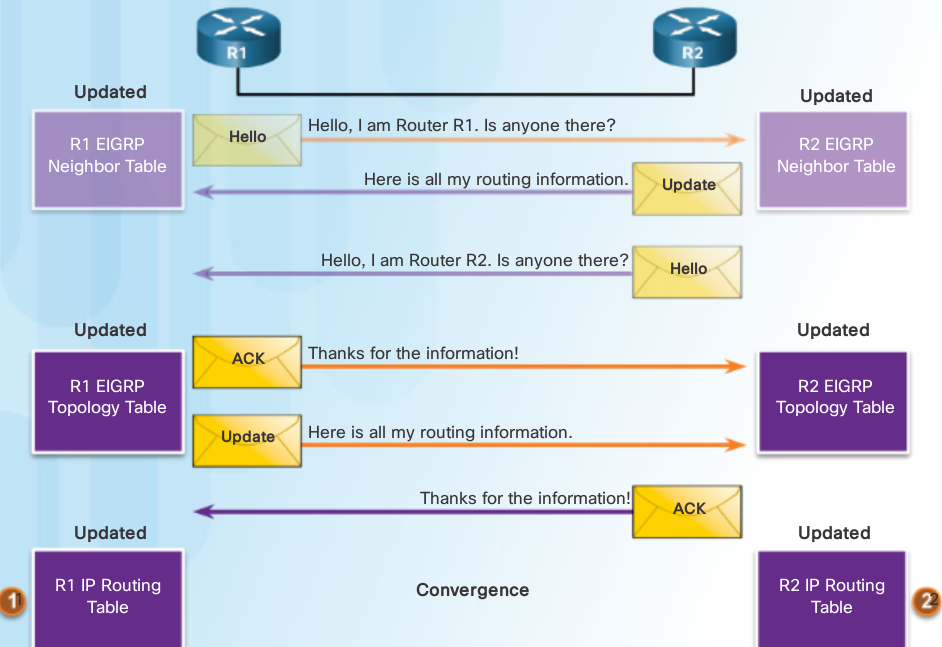 R1
R2
Updated
Updated
R1 EIGRP
Neighbor Table
Hello
Hello, I am Router R1. Is anyone there?
R2 EIGRP
Neighbor Table
Here is all my routing information.
Update
Hello, I am Router R2. Is anyone there?
Hello
Updated
Updated
R1 EIGRP
Topology Table
ACK
Thanks for the information!
R2 EIGRP
Topology Table
Update
Here is all my routing information.
Thanks for the information!
ACK
Updated
Updated
R1 IP Routing
Table
Convergence
R2 IP Routing
Table
1
2